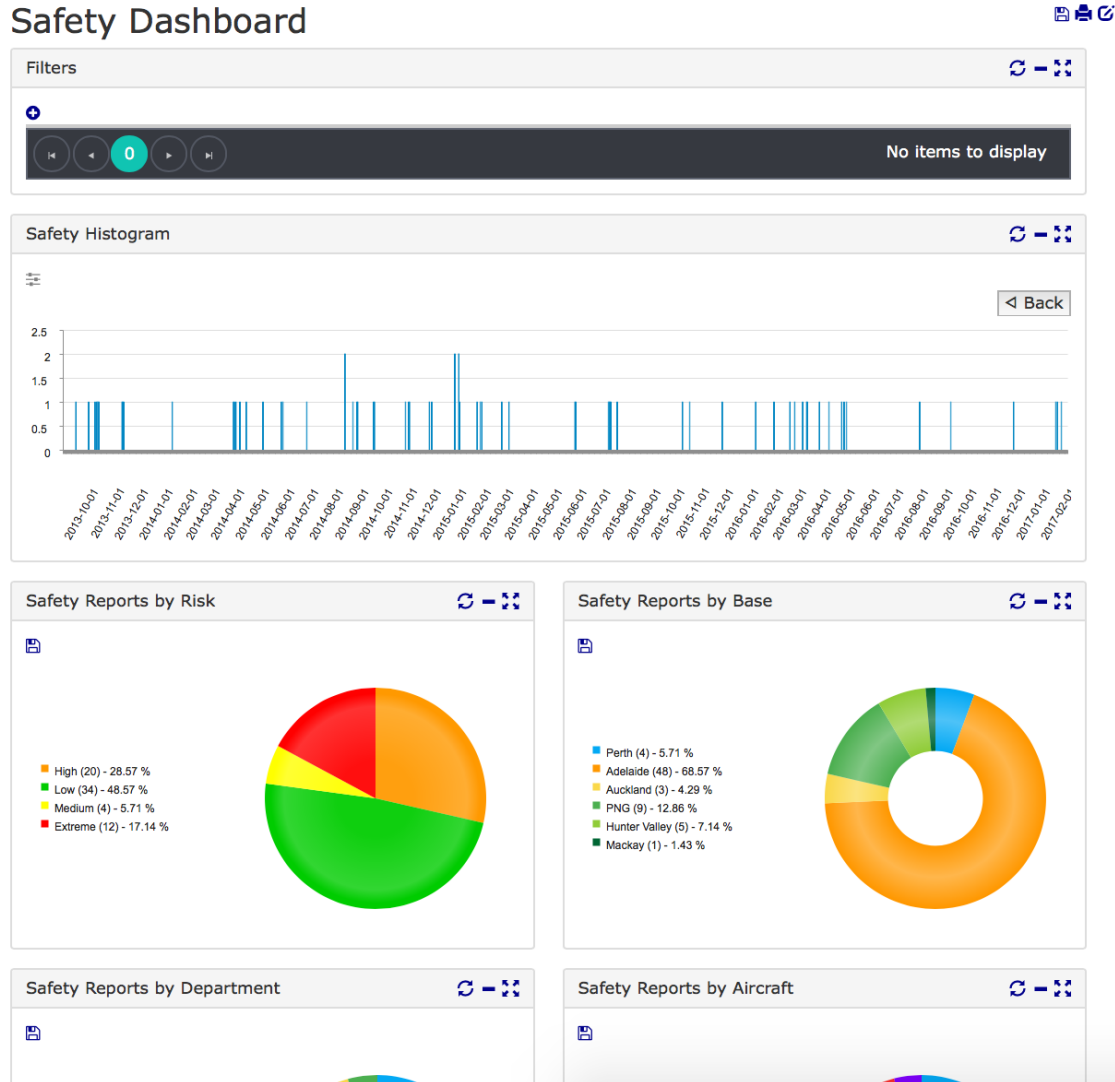 Safety Dashboard
Filters
0
No items to display
Safety Histogram
Back
2.5
2
1.5
1
0.5
0
2013-10-01
2013-11-01
2013-12-01
2014-01-01
2014-02-01
2014-03-01
2014-04-01
2014-05-01
2014-06-01
2014-07-01
2014-08-01
2014-09-01
2014-10-01
2014-11-01
2014-12-01
2015-01-01
2015-02-01
2015-03-01
2015-04-01
2015-05-01
2015-06-01
2015-07-01
2015-08-01
2015-09-01
2015-10-01
2015-11-01
2015-12-01
2016-01-01
2016-02-01
2016-03-01
2016-04-01
2016-05-01
2016-06-01
2016-07-01
2016-08-01
2016-09-01
2016-10-01
2016-11-01
2016-12-01
2017-01-01
2017-02-01
Safety Reports by Risk
High (20) - 28.57 %
Low (34) - 48.57 %
Medium (4) - 5.71 %
Extreme (12) - 17.14 %
Safety Reports by Base
Perth (4) - 5.71 %
Adelaide (48) - 68.57 %
Auckland (3) - 4.29 %
PNG (9) - 12.86 %
Hunter Valley (5) - 7.14 %
Mackay (1) - 1.43 %
Safety Reports by Department
Safety Reports by Aircraft